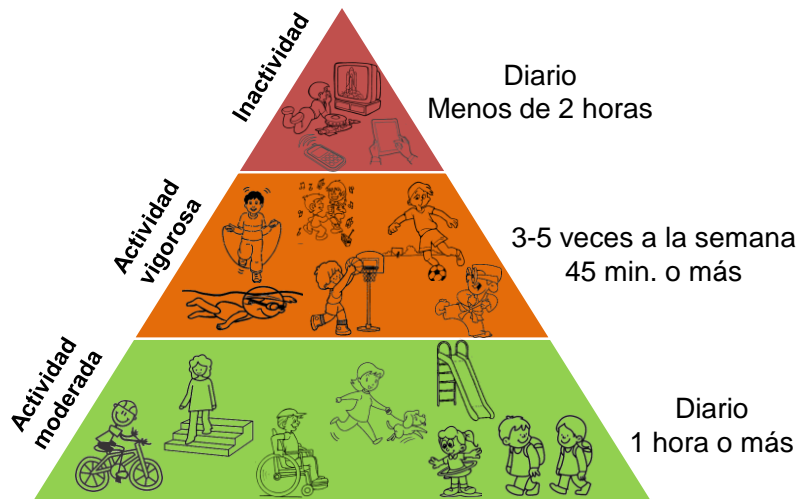 Inactividad
Diario
Menos de 2 horas
Actividad
vigorosa
3-5 veces a la semana
45 min. o más
Actividad
moderada
Diario
1 hora o más